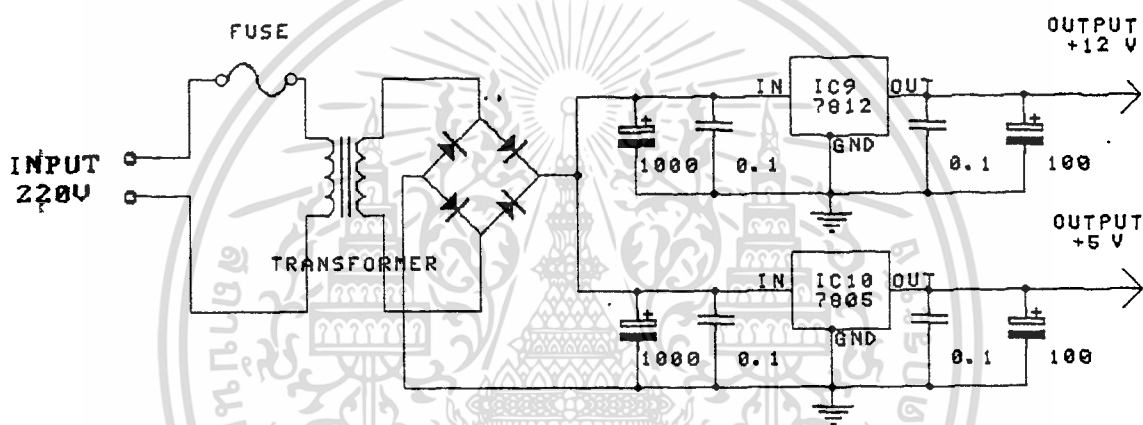 FUSE
INPUT
220V
TRANSFORMER
OUTPUT
+12 V
IN
IC9
7812
OUT
GND
+
1000
0.1
0.1
+
100
OUTPUT
+5 V
IN
IC10
7805
OUT
GND
+
1000
0.1
0.1
+
100